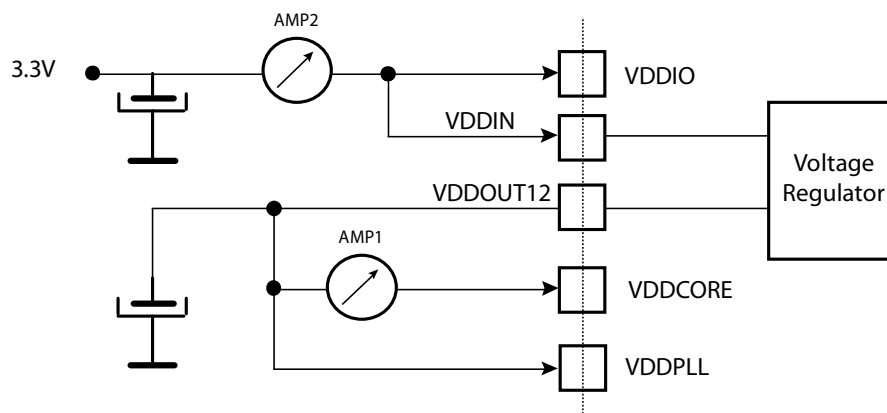 AMP2
3.3V
VDDIO
VDDIN
Voltage
Regulator
VDDOUT12
AMP1
VDDCORE
VDDPLL